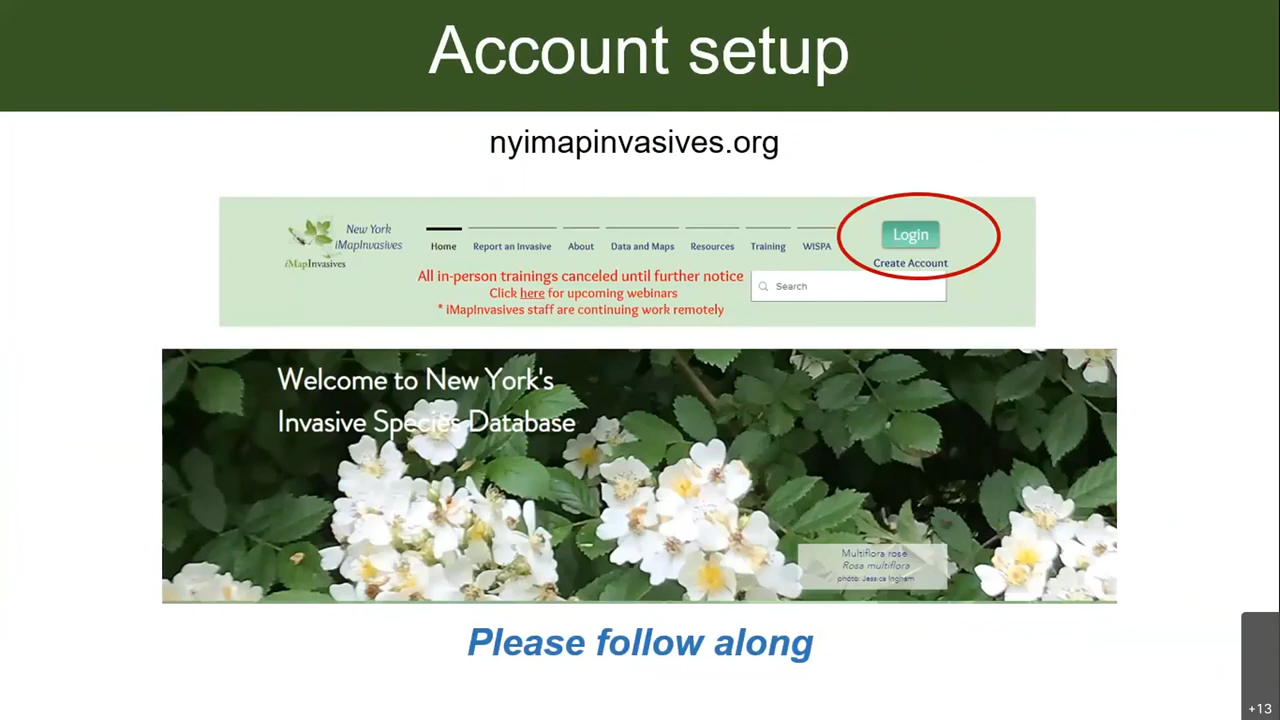 Account setup
nyimapinvasives.org
New York
iMapInvasives
iMapInvasives
Home Report an Invasive About Data and Maps Resources Training WISPA
Login
Create Account
All in-person trainings canceled until further notice
Click here for upcoming webinars
* iMapInvasives staff are continuing work remotely
Search
Welcome to New York's
Invasive Species Database
Multiflora rose
Rosa multiflora
photo: Jessica Ingham
Please follow along
+13